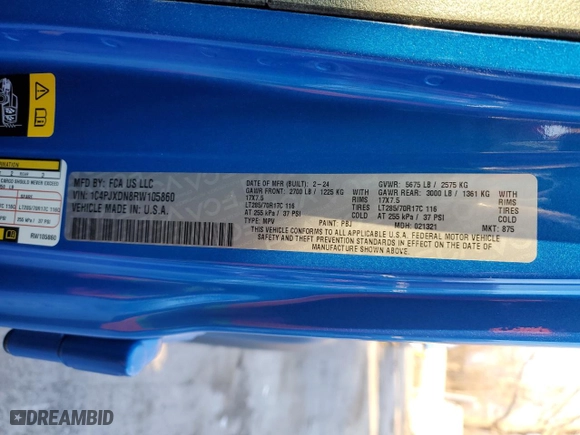 MFD BY: FCA US LLC
VIN: 1C4PJXDN8RW105860
VEHICLE MADE IN U.S.A.
DATE OF MFR (BUILT): 2-24
GVWR: 5675 LB / 2575 KG
GAWR FRONT: 2700 LB / 1225 KG WITH
GAWR REAR: 3000 LB / 1361 KG WITH
17X7.5 RIMS
17X7.5 RIMS
LT285/70R17C 116 TIRES
LT285/70R17C 116 TIRES
AT 255 kPa / 37 PSI COLD
AT 255 kPa / 37 PSI COLD
TYPE: MPV
PAINT: PBJ
MDH: 021321
MKT: 875
THIS VEHICLE CONFORMS TO ALL APPLICABLE U.S.A. FEDERAL MOTOR VEHICLE
SAFETY AND THEFT PREVENTION STANDARDS IN EFFECT ON THE DATE OF
MANUFACTURE SHOWN ABOVE.
RW105860
DREAMBID